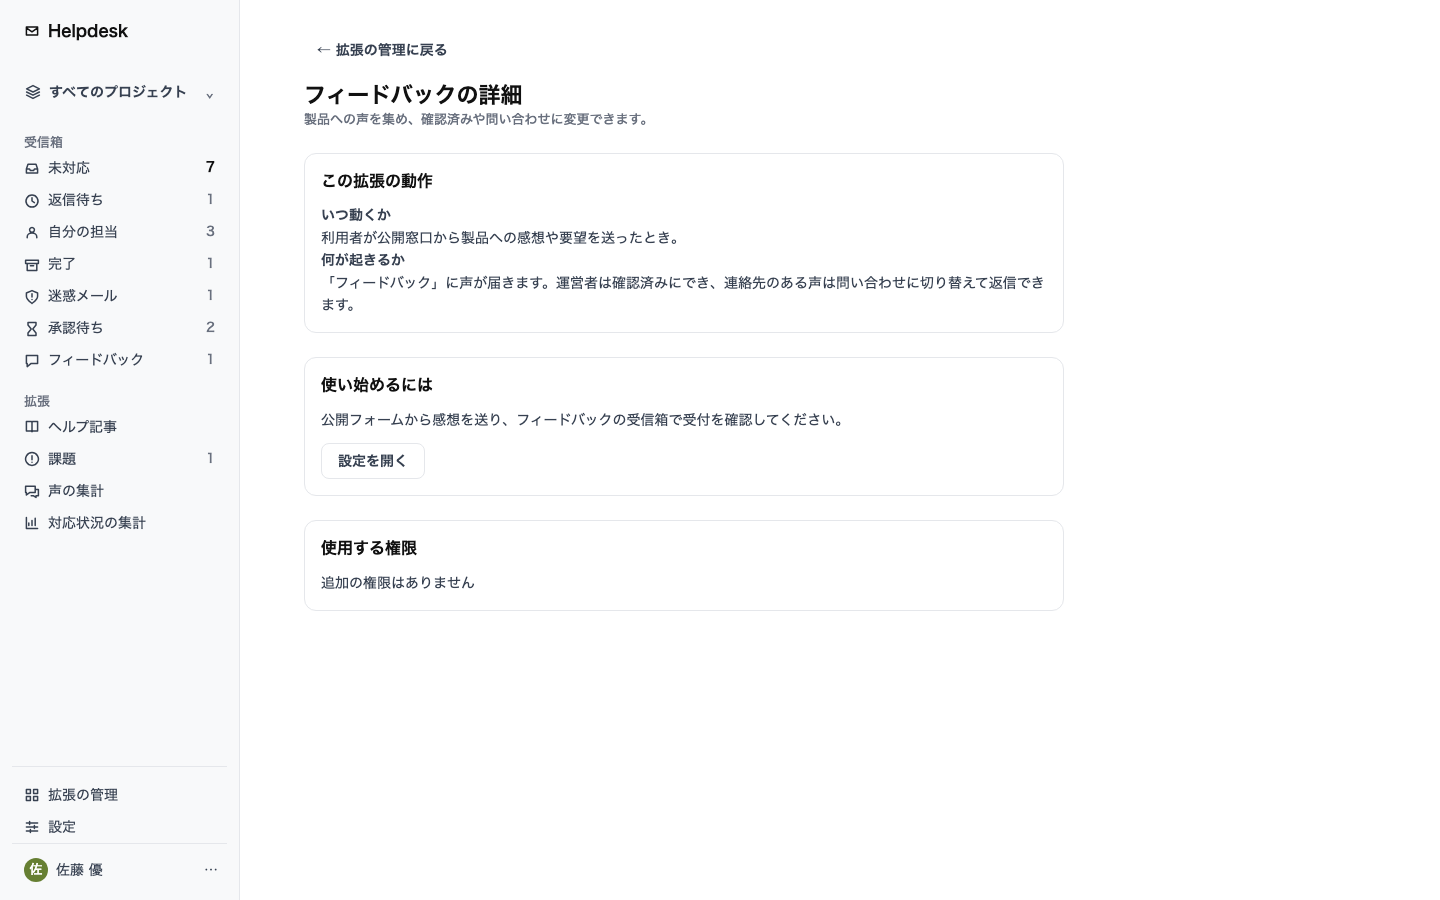 Helpdesk
すべてのプロジェクト
受信箱
未対応 7
返信待ち 1
自分の担当 3
完了 1
迷惑メール 1
承認待ち 2
フィードバック 1
拡張
ヘルプ記事
課題 1
声の集計
対応状況の集計
拡張の管理
設定
佐 佐藤 優 …
← 拡張の管理に戻る
フィードバックの詳細
製品への声を集め、確認済みや問い合わせに変更できます。
この拡張の動作
いつ動くか
利用者が公開窓口から製品への感想や要望を送ったとき。
何が起きるか
「フィードバック」に声が届きます。運営者は確認済みにでき、連絡先のある声は問い合わせに切り替えて返信でき
ます。
使い始めるには
公開フォームから感想を送り、フィードバックの受信箱で受付を確認してください。
設定を開く
使用する権限
追加の権限はありません